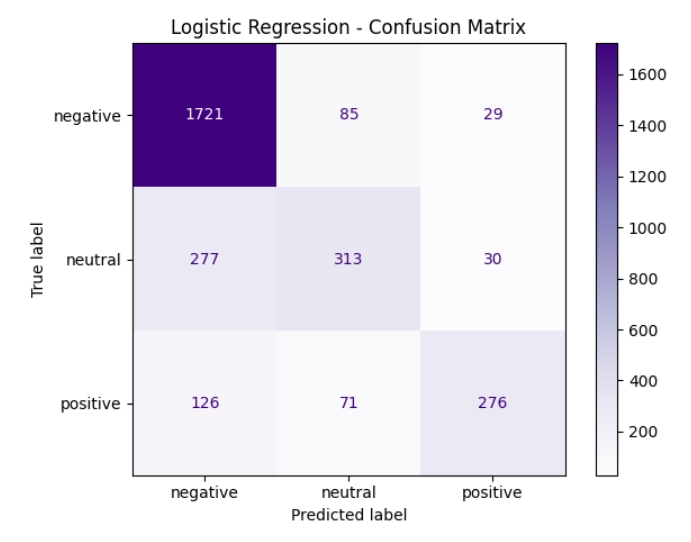 Logistic Regression - Confusion Matrix
negative
1721
85
29
neutral
277
313
30
positive
126
71
276
negative
neutral
positive
Predicted label
True label
1600
1400
1200
1000
800
600
400
200